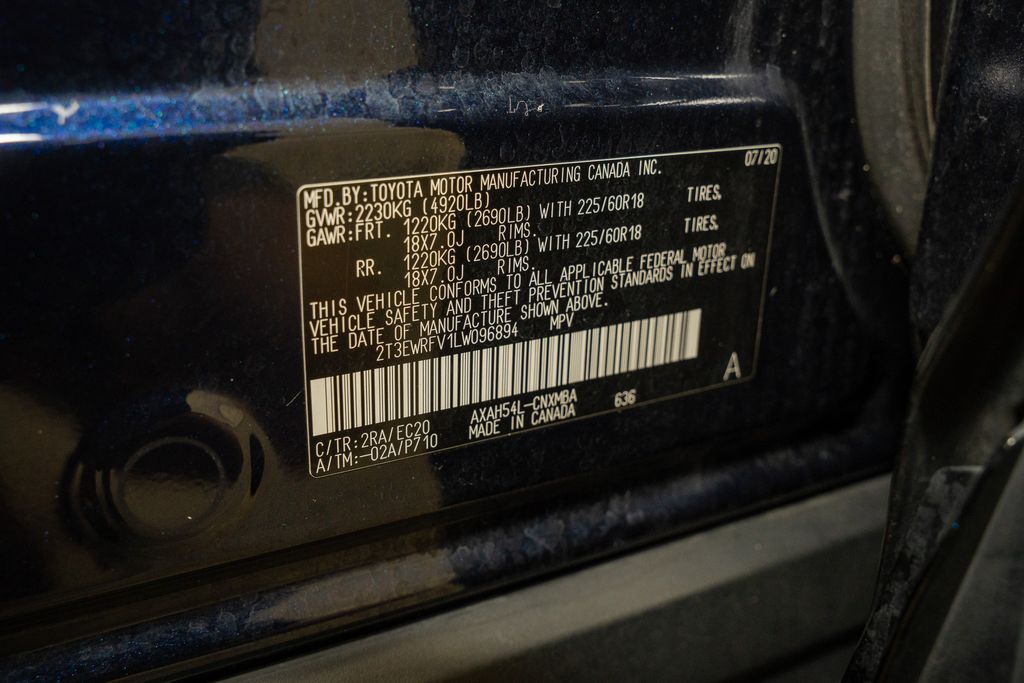 07/20
MFD.BY:TOYOTA MOTOR MANUFACTURING CANADA INC.
GVWR:2230KG (4920LB)
GAWR:FRT. 1220KG (2690LB) WITH 225/60R18 TIRES,
18X7.0J RIMS.
RR. 1220KG (2690LB) WITH 225/60R18 TIRES,
18X7.0J RIMS.
THIS VEHICLE CONFORMS TO ALL APPLICABLE FEDERAL MOTOR
VEHICLE SAFETY AND THEFT PREVENTION STANDARDS IN EFFECT ON
THE DATE OF MANUFACTURE SHOWN ABOVE.
2T3EWRFV1LW096894 MPV
A
C/TR:2RA/EC20 AXAH54L-CNXMBA 636
A/TM:-02A/P710 MADE IN CANADA